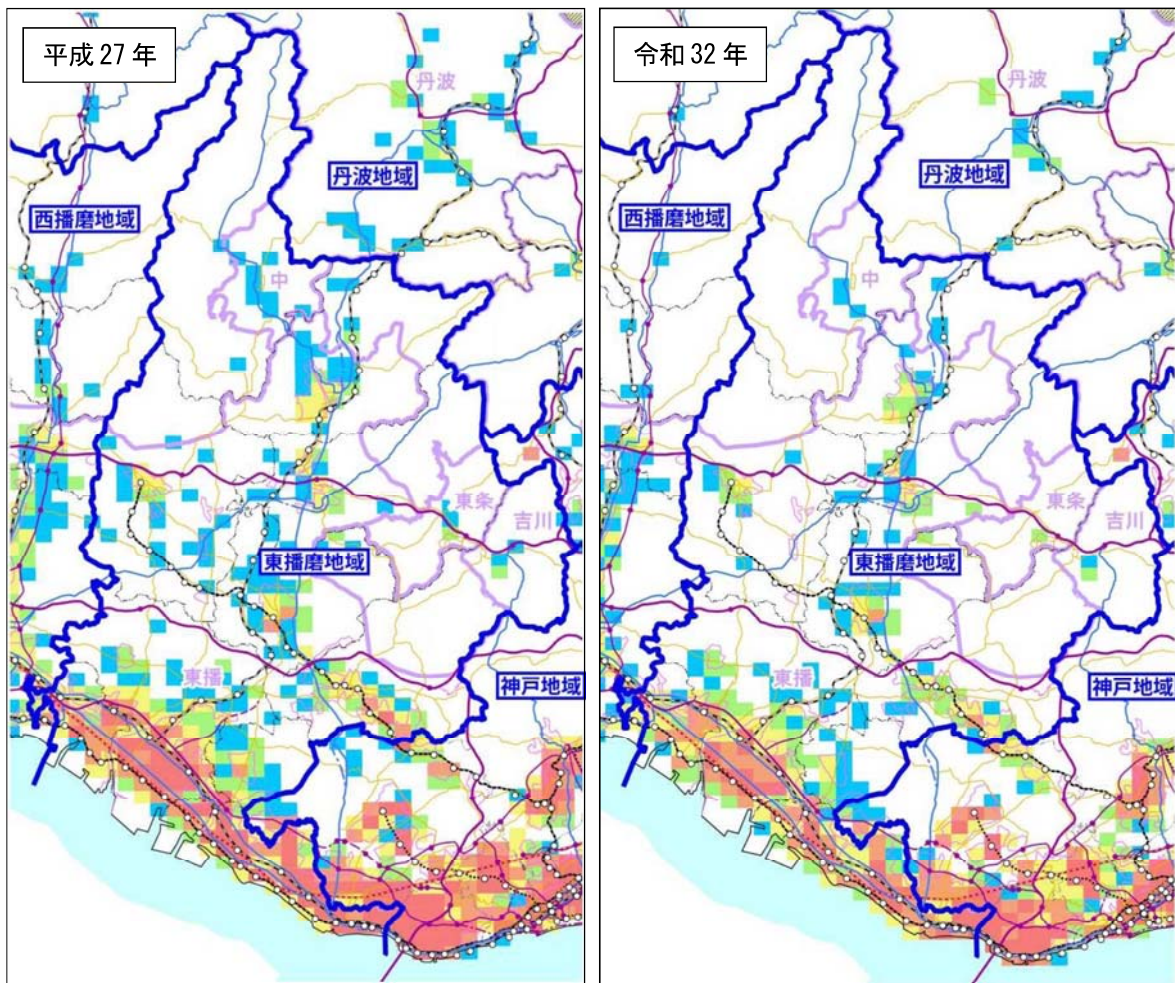 平成 27 年
丹波
丹波地域
西播磨地域
中
東条
吉川
東播磨地域
東播
神戸地域
令和 32 年
丹波
丹波地域
西播磨地域
中
東条
吉川
東播磨地域
東播
神戸地域